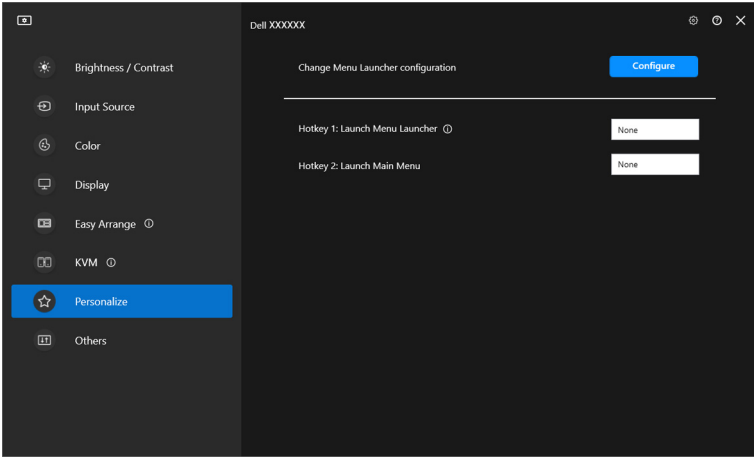 Dell XXXXXX
Brightness / Contrast
Input Source
Color
Display
Easy Arrange
KVM
Personalize
Others
Change Menu Launcher configuration
Configure
Hotkey 1: Launch Menu Launcher
None
Hotkey 2: Launch Main Menu
None